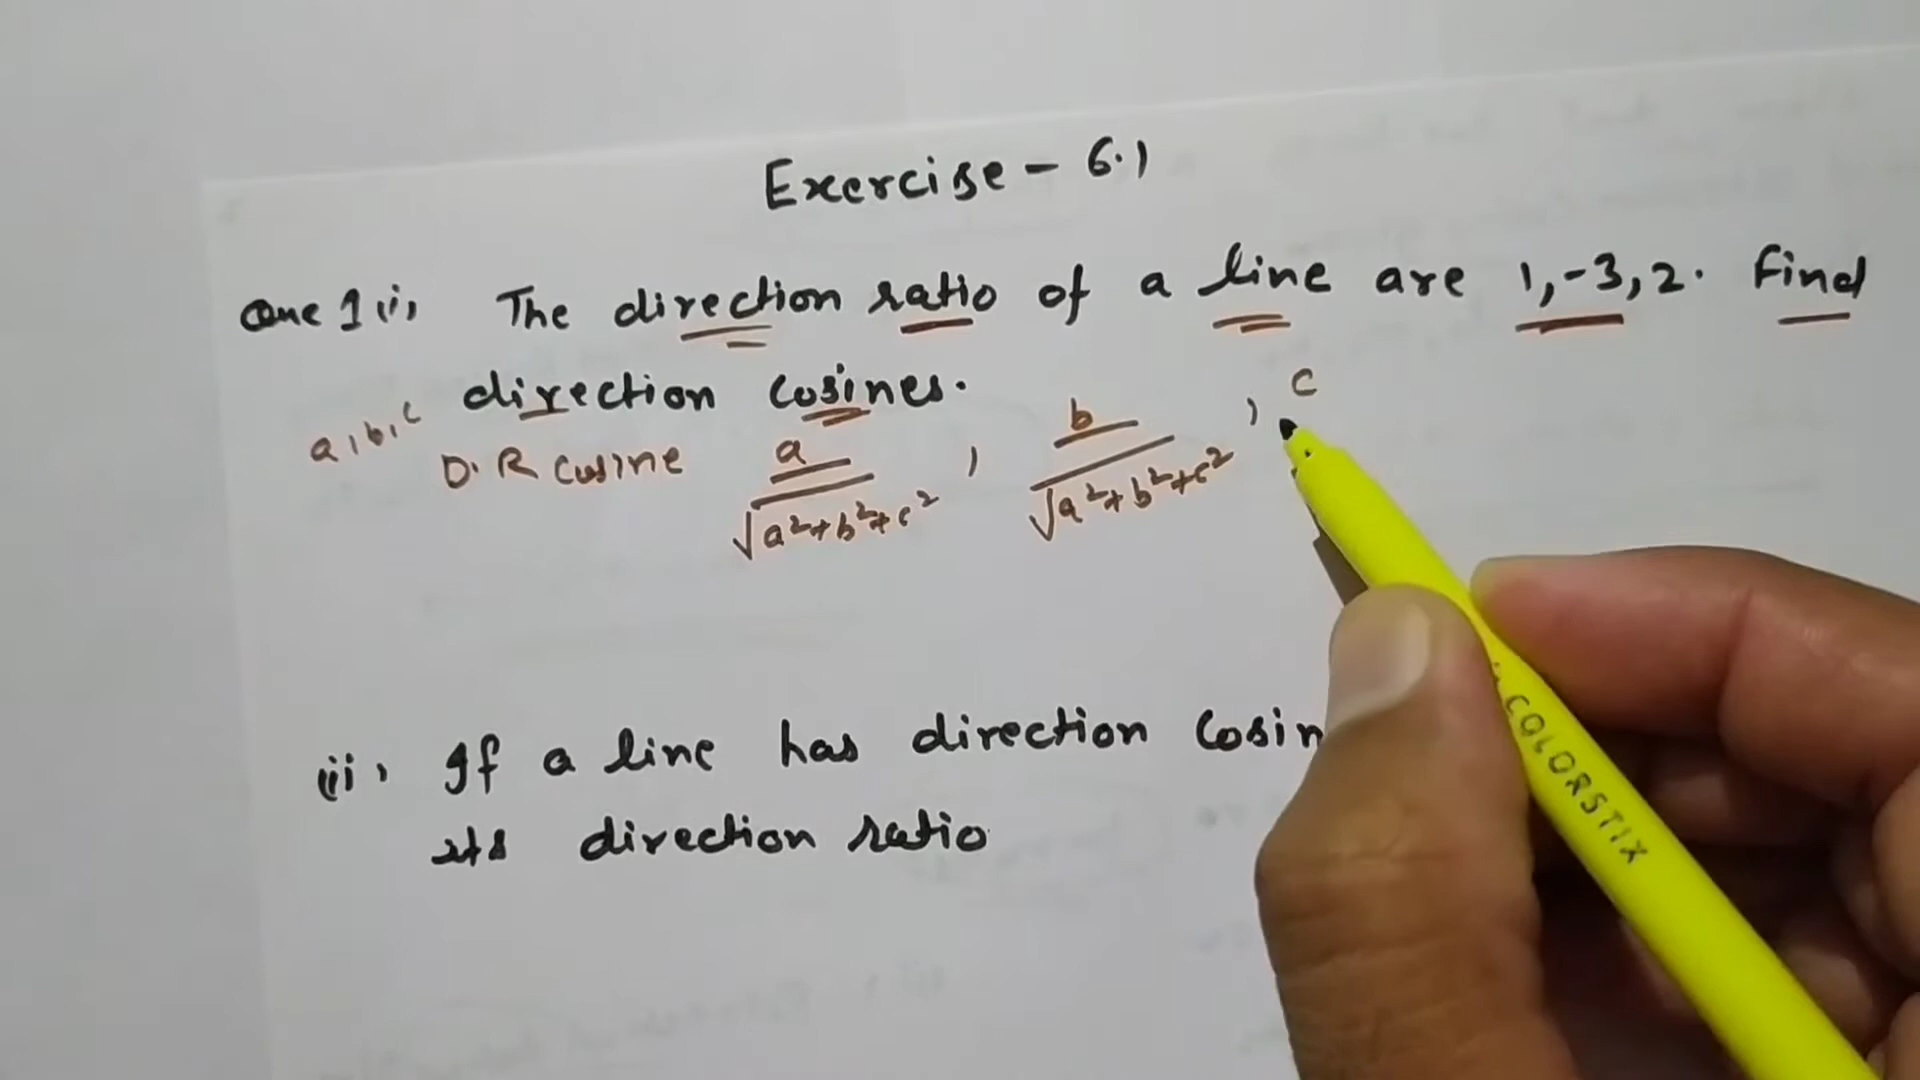 Exercise - 6.1
Que 1 (i) The direction ratio of a line are 1, -3, 2. Find
direction cosines.
a, b, c
D.R cosine a/√a²+b²+c² , b/√a²+b²+c² , c
(ii) If a line has direction cosin
its direction ratio
COLORSTIX